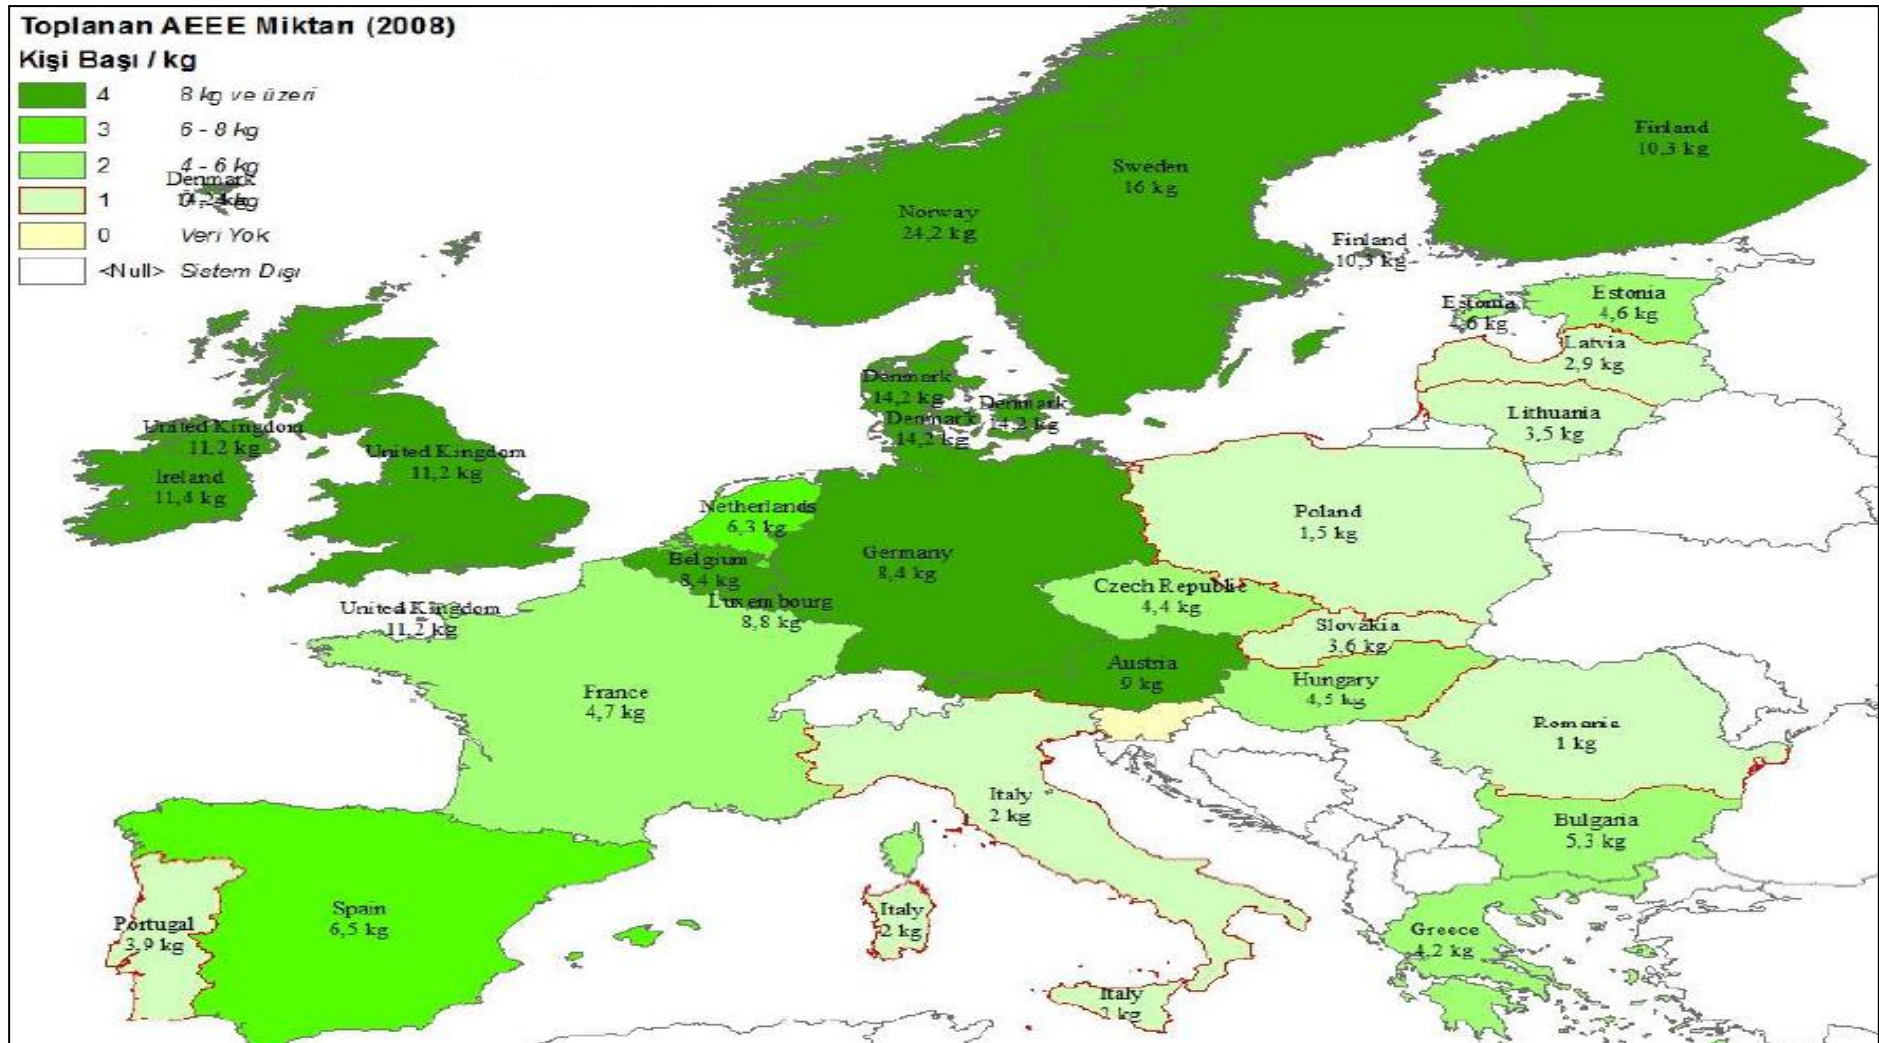 Toplanan AEEE Miktarı (2008)
Kişi Başı / kg
4 8 kg ve üzeri
3 6 - 8 kg
2 4 - 6 kg
1 kg
0 Veri Yok
<Null> Sistem Dışı
Denmark
14,2 kg
Finland
10,3 kg
Sweden
16 kg
Norway
24,2 kg
Finland
10,3 kg
Estonia
4,6 kg
Estonia
4,6 kg
Latvia
2,9 kg
Lithuania
3,5 kg
Denmark
14,2 kg
Denmark
14,2 kg
Denmark
14,2 kg
United Kingdom
11,2 kg
United Kingdom
11,2 kg
Ireland
11,4 kg
Netherlands
6,3 kg
Poland
1,5 kg
Germany
8,4 kg
Belgium
8,4 kg
Luxembourg
8,8 kg
Czech Republic
4,4 kg
United Kingdom
11,2 kg
Slovakia
3,6 kg
Austria
9 kg
Hungary
4,5 kg
France
4,7 kg
Romania
1 kg
Italy
2 kg
Bulgaria
5,3 kg
Spain
6,5 kg
Portugal
3,9 kg
Italy
2 kg
Greece
4,2 kg
Italy
2 kg